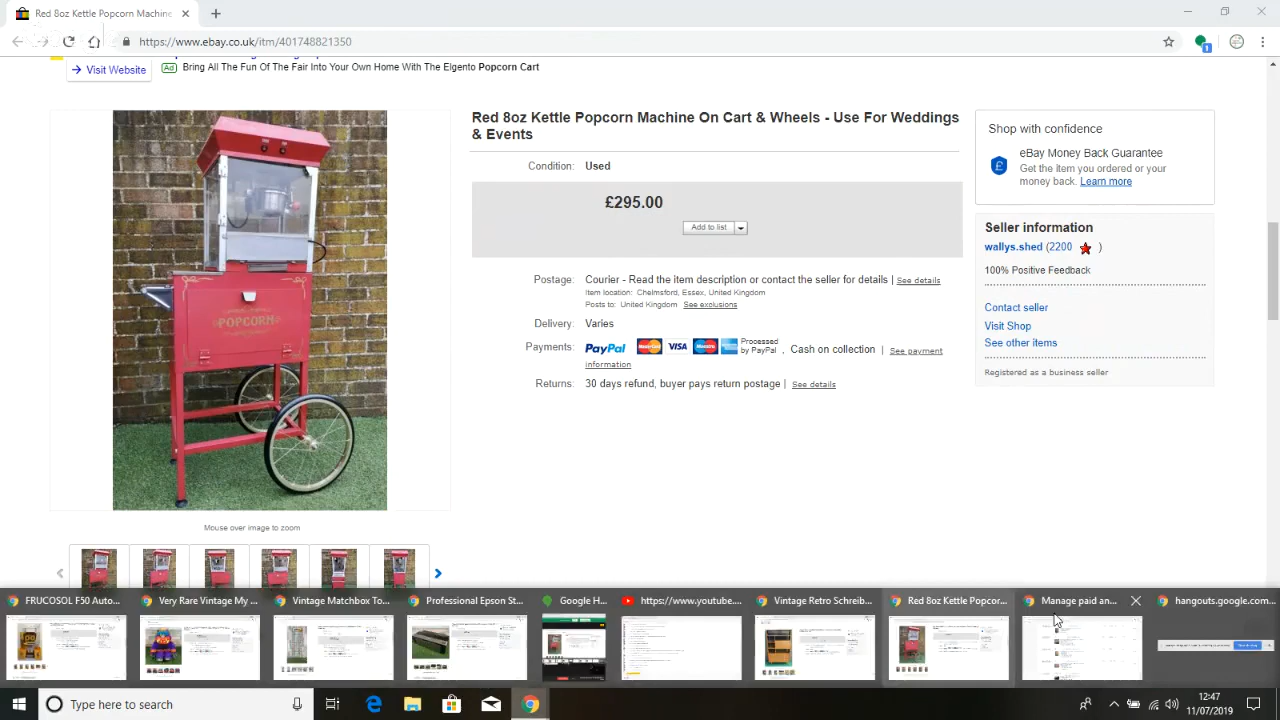 Red 8oz Kettle Popcorn Machine
https://www.ebay.co.uk/itm/401748821350
1
→ Visit Website
Ad Bring All The Fun Of The Fair Into Your Own Home With The Elgento Popcorn Cart
POPCORN
Red 8oz Kettle Popcorn Machine On Cart & Wheels - Use For Weddings
& Events
Condition: Used
£295.00
Add to list
Postage: Courier - Read the item description or contact the seller for details | See details
Item location: Chelmsford, Essex, United Kingdom
Posts to: United Kingdom See exclusions
Delivery: Varies
Payments: PayPal MasterCard VISA Maestro Processed by PayPal , Cash on collection | See payment
information
Returns: 30 days refund, buyer pays return postage | See details
Shop with confidence
eBay Money Back Guarantee
Get the item you ordered or your
money back. Learn more
Seller information
wallys.shed (2200 )
100% Positive Feedback
Contact seller
Visit Shop
See other items
Registered as a business seller
Mouse over image to zoom
FRUCOSOL F50 Auto... Very Rare Vintage My ... Vintage Matchbox To... Professional Epson St... Google H... https://www.youtube.... Vintage Retro Schreib... Red 8oz Kettle Popcor... Manage paid an... hangouts.google.com...
Type here to search
12:47
11/07/2019